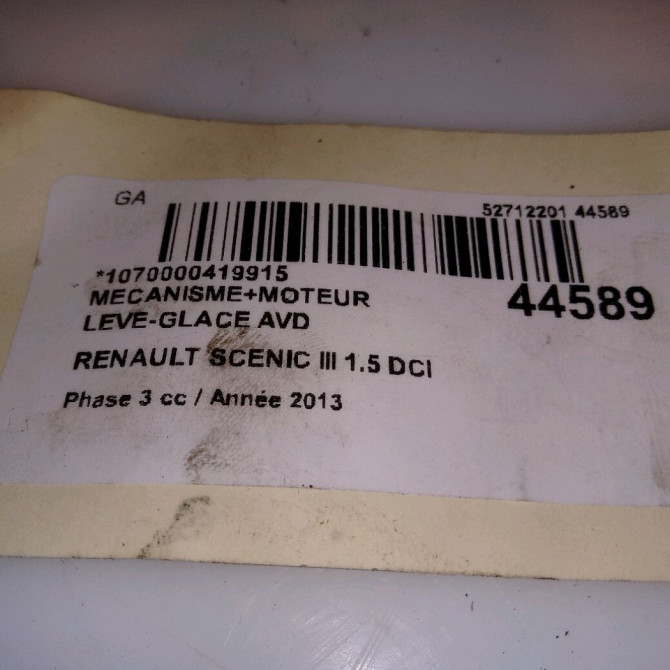 GA
52712201 44589
*1070000419915
44589
MECANISME+MOTEUR
LEVE-GLACE AVD
RENAULT SCENIC III 1.5 DCI
Phase 3 cc / Année 2013